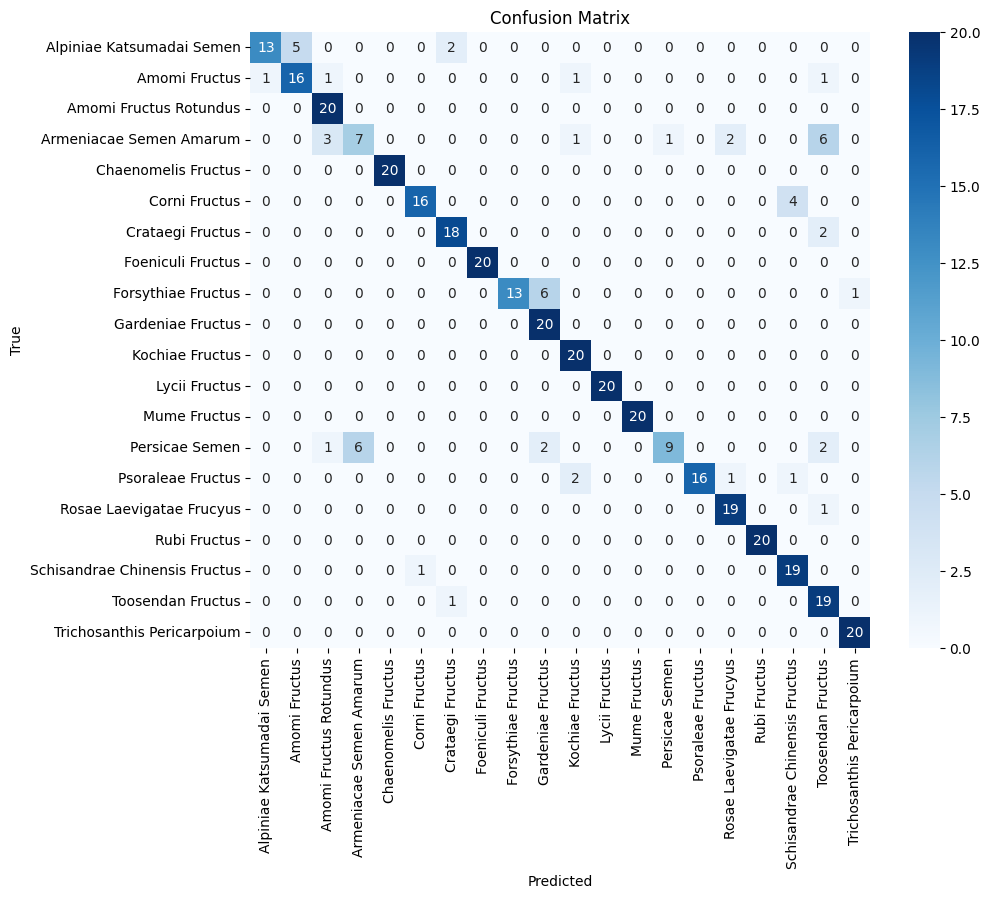 Confusion Matrix
Alpiniae Katsumadai Semen 13 5 0 0 0 0 2 0 0 0 0 0 0 0 0 0 0 0 0 0
Amomi Fructus 1 16 1 0 0 0 0 0 0 0 1 0 0 0 0 0 0 0 1 0
Amomi Fructus Rotundus 0 0 20 0 0 0 0 0 0 0 0 0 0 0 0 0 0 0 0 0
Armeniacae Semen Amarum 0 0 3 7 0 0 0 0 0 0 1 0 0 1 0 2 0 0 6 0
Chaenomelis Fructus 0 0 0 0 20 0 0 0 0 0 0 0 0 0 0 0 0 0 0 0
Corni Fructus 0 0 0 0 0 16 0 0 0 0 0 0 0 0 0 0 0 4 0 0
Crataegi Fructus 0 0 0 0 0 0 18 0 0 0 0 0 0 0 0 0 0 0 2 0
Foeniculi Fructus 0 0 0 0 0 0 0 20 0 0 0 0 0 0 0 0 0 0 0 0
Forsythiae Fructus 0 0 0 0 0 0 0 0 13 6 0 0 0 0 0 0 0 0 0 1
Gardeniae Fructus 0 0 0 0 0 0 0 0 0 20 0 0 0 0 0 0 0 0 0 0
Kochiae Fructus 0 0 0 0 0 0 0 0 0 0 20 0 0 0 0 0 0 0 0 0
Lycii Fructus 0 0 0 0 0 0 0 0 0 0 0 20 0 0 0 0 0 0 0 0
Mume Fructus 0 0 0 0 0 0 0 0 0 0 0 0 20 0 0 0 0 0 0 0
Persicae Semen 0 0 1 6 0 0 0 0 0 2 0 0 0 9 0 0 0 0 2 0
Psoraleae Fructus 0 0 0 0 0 0 0 0 0 0 2 0 0 0 16 1 0 1 0 0
Rosae Laevigatae Frucyus 0 0 0 0 0 0 0 0 0 0 0 0 0 0 0 19 0 0 1 0
Rubi Fructus 0 0 0 0 0 0 0 0 0 0 0 0 0 0 0 0 20 0 0 0
Schisandrae Chinensis Fructus 0 0 0 0 0 1 0 0 0 0 0 0 0 0 0 0 0 19 0 0
Toosendan Fructus 0 0 0 0 0 0 1 0 0 0 0 0 0 0 0 0 0 0 19 0
Trichosanthis Pericarpoium 0 0 0 0 0 0 0 0 0 0 0 0 0 0 0 0 0 0 0 20
True
Alpiniae Katsumadai Semen
Amomi Fructus
Amomi Fructus Rotundus
Armeniacae Semen Amarum
Chaenomelis Fructus
Corni Fructus
Crataegi Fructus
Foeniculi Fructus
Forsythiae Fructus
Gardeniae Fructus
Kochiae Fructus
Lycii Fructus
Mume Fructus
Persicae Semen
Psoraleae Fructus
Rosae Laevigatae Frucyus
Rubi Fructus
Schisandrae Chinensis Fructus
Toosendan Fructus
Trichosanthis Pericarpoium
Predicted
20.0
17.5
15.0
12.5
10.0
7.5
5.0
2.5
0.0